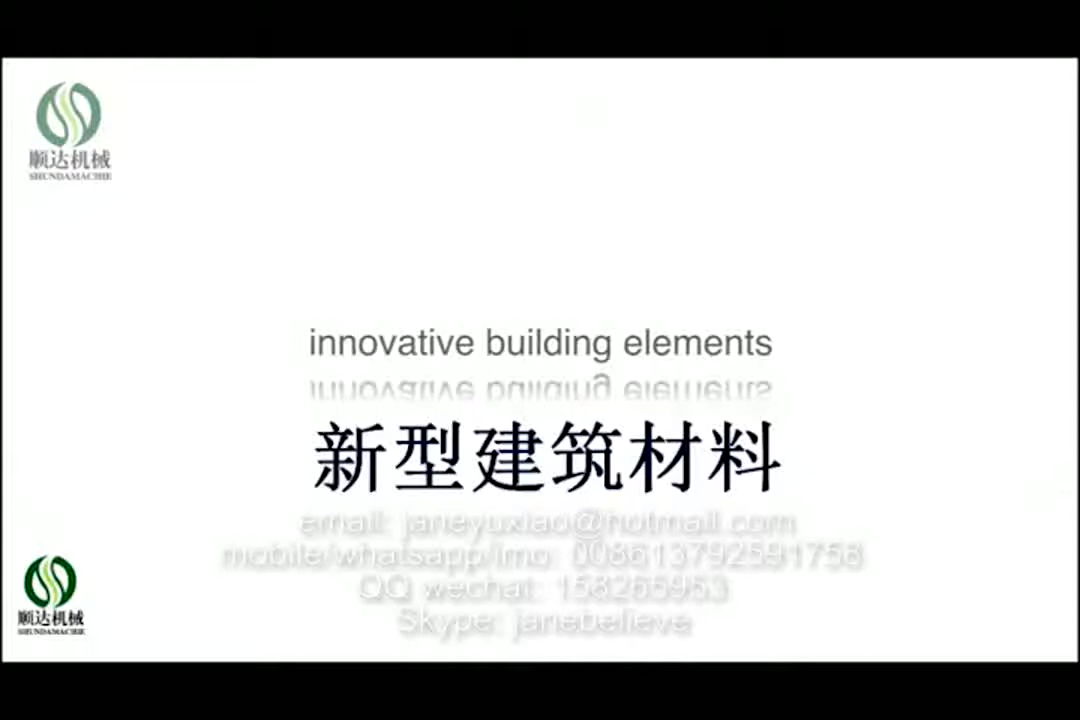 顺达机械
SHUNDAMACHIE
innovative building elements
新型建筑材料
email: janeyuxiao@hotmail.com
mobile/whatsapp/imo: 008613792591758
QQ wechat: 158265953
Skype: janebelieve
顺达机械
SHUNDAMACHIE